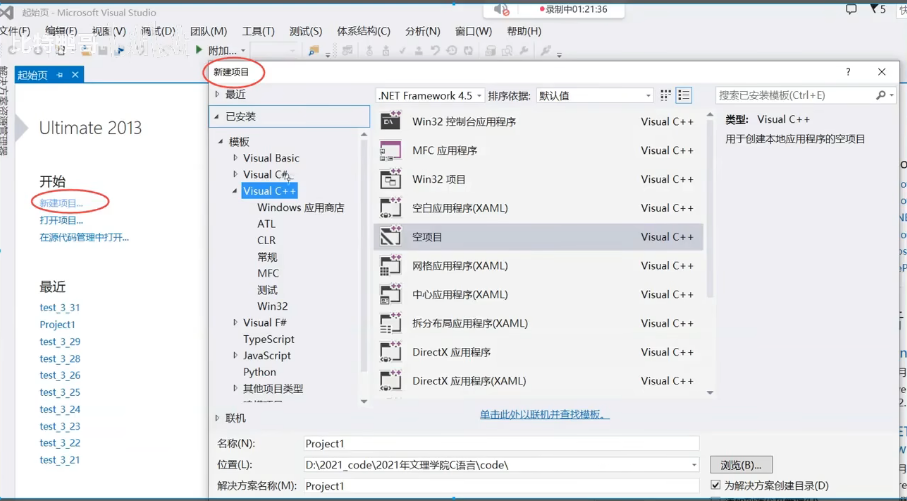 起始页 - Microsoft Visual Studio
录制中01:21:36
5
快
文件(F) 编辑(E) 视图(V) 调试(D) 团队(M) 工具(T) 测试(S) 体系结构(C) 分析(N) 窗口(W) 帮助(H)
附加...
解决方案资源管理器
起始页
Ultimate 2013
开始
新建项目...
打开项目...
在源代码管理中打开...
最近
test_3_31
Project1
test_3_29
test_3_28
test_3_26
test_3_25
test_3_24
test_3_23
test_3_22
test_3_21
新建项目
?
最近
.NET Framework 4.5 排序依据: 默认值
搜索已安装模板(Ctrl+E)
已安装
模板
Visual Basic
Visual C#
Visual C++
Windows 应用商店
ATL
CLR
常规
MFC
测试
Win32
Visual F#
TypeScript
JavaScript
Python
其他项目类型
联机
Win32 控制台应用程序 Visual C++
MFC 应用程序 Visual C++
Win32 项目 Visual C++
空白应用程序(XAML) Visual C++
空项目 Visual C++
网格应用程序(XAML) Visual C++
中心应用程序(XAML) Visual C++
拆分布局应用程序(XAML) Visual C++
DirectX 应用程序 Visual C++
DirectX 应用程序(XAML) Visual C++
单击此处以联机并查找模板。
类型: Visual C++
用于创建本地应用程序的空项目
名称(N): Project1
位置(L): D:\2021_code\2021年文理学院C语言\code\
浏览(B)...
解决方案名称(M): Project1
为解决方案创建目录(D)